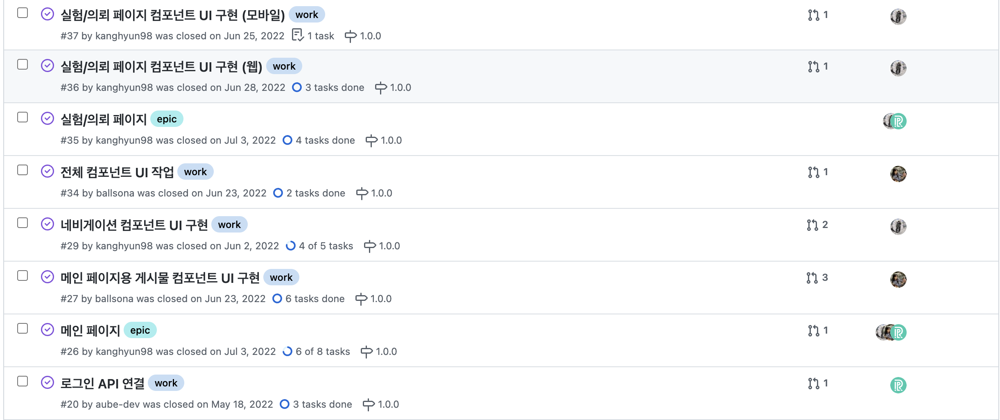 실험/의뢰 페이지 컴포넌트 UI 구현 (모바일) work 1
#37 by kanghyun98 was closed on Jun 25, 2022 1 task 1.0.0
실험/의뢰 페이지 컴포넌트 UI 구현 (웹) work 1
#36 by kanghyun98 was closed on Jun 28, 2022 3 tasks done 1.0.0
실험/의뢰 페이지 epic
#35 by kanghyun98 was closed on Jul 3, 2022 4 tasks done 1.0.0
전체 컴포넌트 UI 작업 work 1
#34 by ballsona was closed on Jun 23, 2022 2 tasks done 1.0.0
네비게이션 컴포넌트 UI 구현 work 2
#29 by kanghyun98 was closed on Jun 2, 2022 4 of 5 tasks 1.0.0
메인 페이지용 게시물 컴포넌트 UI 구현 work 3
#27 by ballsona was closed on Jun 23, 2022 6 tasks done 1.0.0
메인 페이지 epic 1
#26 by kanghyun98 was closed on Jul 3, 2022 6 of 8 tasks 1.0.0
로그인 API 연결 work 1
#20 by aube-dev was closed on May 18, 2022 3 tasks done 1.0.0